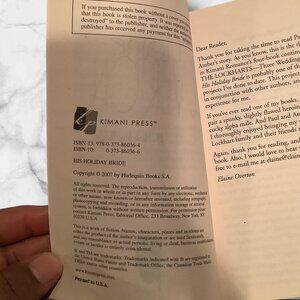 If you purchased this book without a cover
that this book is stolen property. It was
destroyed" to the publisher, and neither the
publisher has received any payment for this
KIMANI PRESS™
ISBN-13: 978-0-373-86036-4
ISBN-10: 0-373-86036-6
HIS HOLIDAY BRIDE
Copyright © 2007 by Harlequin Books S.A.
All rights reserved. The reproduction, transmission or utilization
of this work in whole or in part in any form by any electronic, mechanical
or other means, now known or hereafter invented, including xerography,
photocopying and recording, or in any information storage or retrieval
system, is forbidden without written permission. For permission
contact Kimani Press, Editorial Office, 233 Broadway, New York, NY
10279 U.S.A.
This is a work of fiction. Names, characters, places and incidents are
either the product of the author's imagination or are used fictitiously,
and any resemblance to actual persons, living or dead, business establishments,
events or locales is entirely coincidental.
® and TM are trademarks. Trademarks indicated with ® are registered in
the United States Patent and Trademark Office, the Canadian Trade Marks
Office and/or other countries.
www.kimanipress.com
Printed in U.S.A.
Dear Reader,
Thank you for taking the time to read
Amber's story. As you know, this is the
in Kimani Romance's four-book
THE LOCKHARTS—Three Wedding
His Holiday Bride is probably one of
projects I've done to date. This project
in conjunction with other authors,
experience for me.
If you've ever read one of my books
pair a spunky, slightly flawed
cocky alpha male. And Paul and
I thoroughly enjoyed bringing my
Lockhart family and their friends
Again, thank you for reading, and
book. Also, I would love to hear
free to e-mail me at elaine@
Elaine Overton